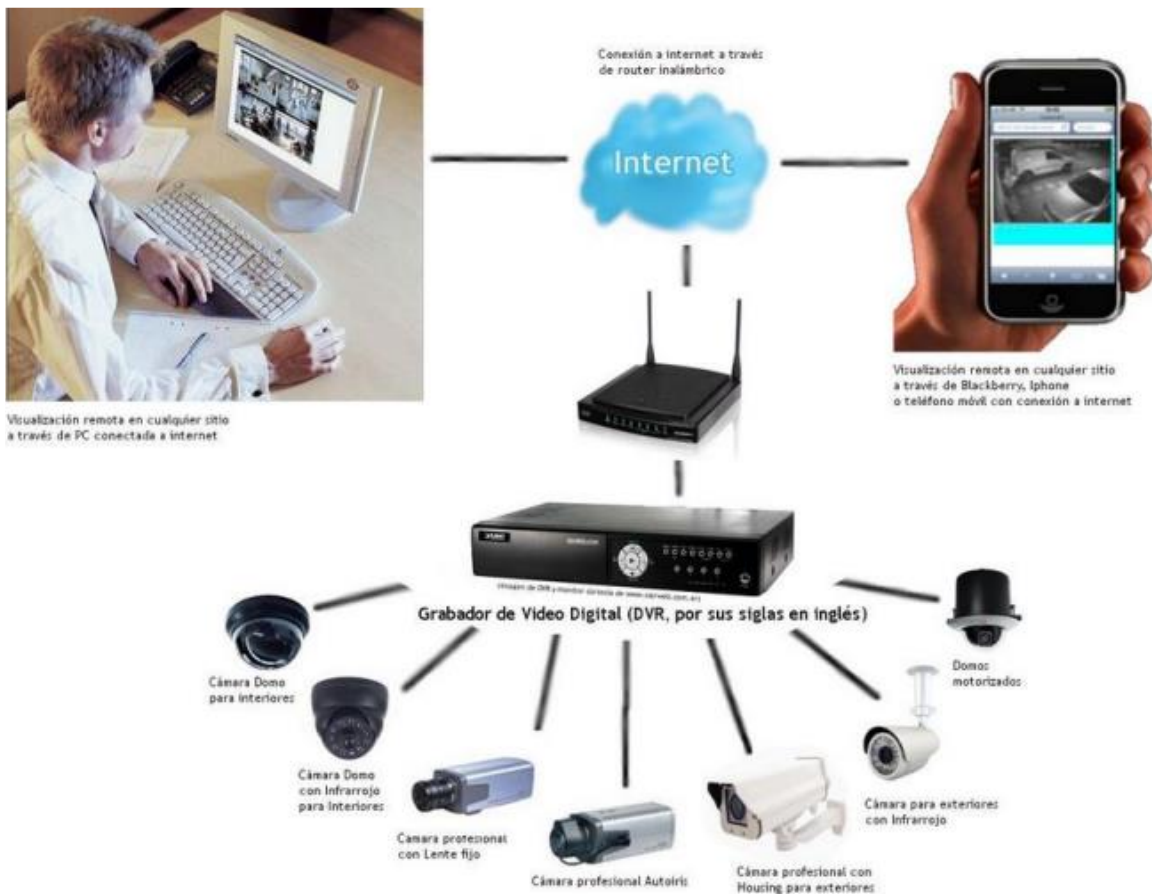 Conexión a internet a través
de router inalámbrico
Internet
Visualización remota en cualquier sitio
a través de PC conectada a internet
Visualización remota en cualquier sitio
a través de Blackberry, Iphone
o teléfono móvil con conexión a internet
Grabador de Video Digital (DVR, por sus siglas en inglés)
Cámara Domo
para interiores
Cámara Domo
con Infrarrojo
para Interiores
Camara profesional
con Lente fijo
Cámara profesional Autoiris
Cámara profesional con
Housing para exteriores
Cámara para exteriores
con Infrarrojo
Domos
motorizados